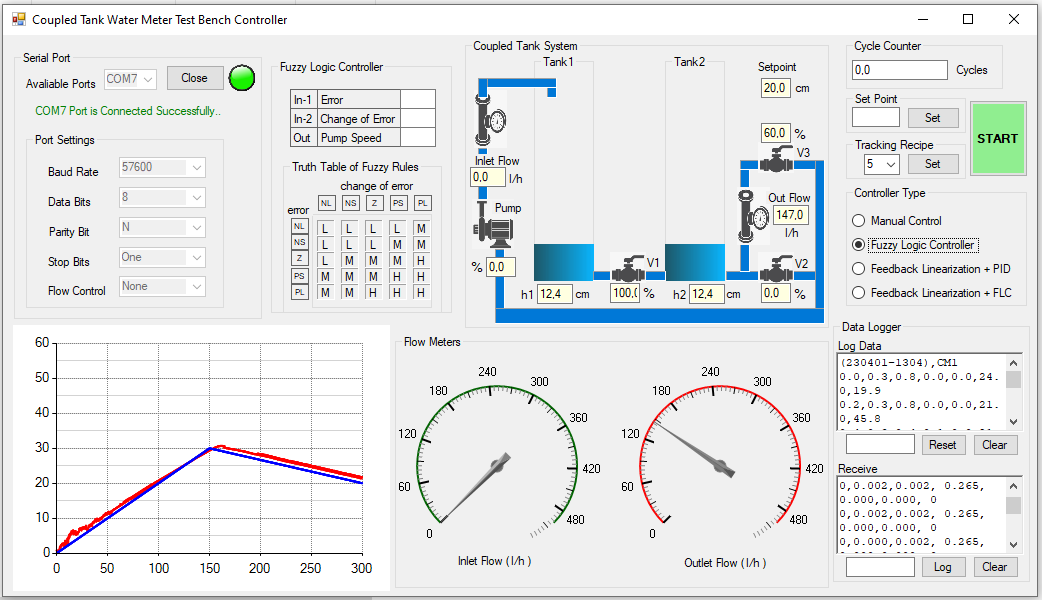 Coupled Tank Water Meter Test Bench Controller
Serial Port
Avaliable Ports COM7 Close
COM7 Port is Connected Successfully..
Port Settings
Baud Rate 57600
Data Bits 8
Parity Bit N
Stop Bits One
Flow Control None
Fuzzy Logic Controller
In-1 Error
In-2 Change of Error
Out Pump Speed
Truth Table of Fuzzy Rules
change of error
error NL NS Z PS PL
NL L L L L M
NS L L L M M
Z L M M M H
PS M M M H H
PL M M H H H
Coupled Tank System
Tank1
Tank2
Setpoint
20,0 cm
60,0 %
V3
Inlet Flow
0,0 l/h
Pump
% 0,0
Out Flow
147,0
l/h
V1
V2
h1 12,4 cm
100,( %
h2 12,4 cm
0,0 %
Cycle Counter
0,0 Cycles
Set Point
Set
Tracking Recipe
5 Set
START
Controller Type
Manual Control
Fuzzy Logic Controller
Feedback Linearization + PID
Feedback Linearization + FLC
60
50
40
30
20
10
0
0 50 100 150 200 250 300
Flow Meters
0 60 120 180 240 300 360 420 480
Inlet Flow ( l/h )
0 60 120 180 240 300 360 420 480
Outlet Flow ( l/h )
Data Logger
Log Data
(230401-1304),CM1
0.0,0.3,0.8,0.0,0.0,24.
0,19.9
0.2,0.3,0.8,0.0,0.0,21.
0,45.8
Reset Clear
Receive
0,0.002,0.002, 0.265,
0.000,0.000, 0
0,0.002,0.002, 0.265,
0.000,0.000, 0
0,0.000,0.002, 0.265,
Log Clear